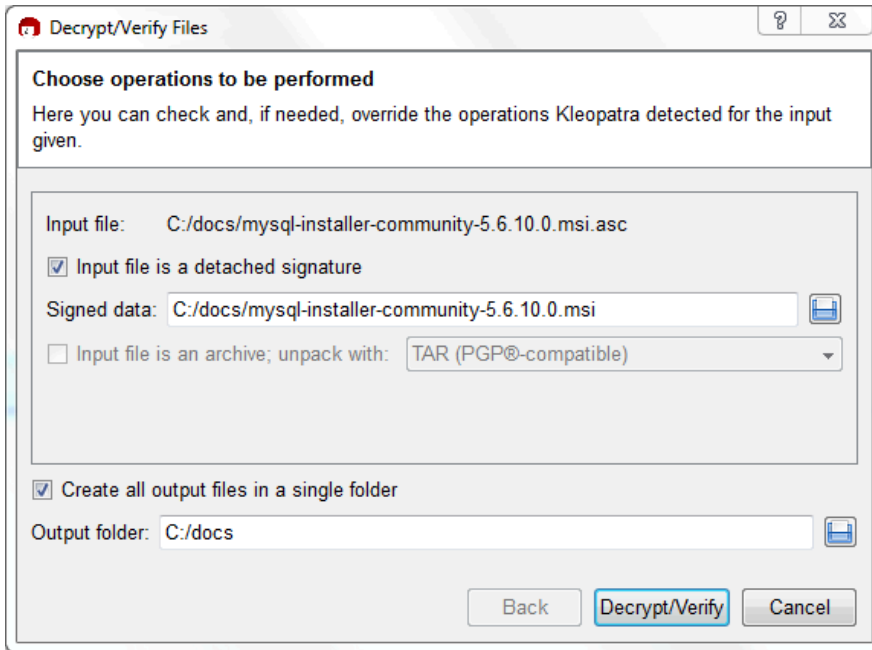 Decrypt/Verify Files
Choose operations to be performed
Here you can check and, if needed, override the operations Kleopatra detected for the input
given.
Input file: C:/docs/mysql-installer-community-5.6.10.0.msi.asc
Input file is a detached signature
Signed data: C:/docs/mysql-installer-community-5.6.10.0.msi
Input file is an archive; unpack with: TAR (PGP®-compatible)
Create all output files in a single folder
Output folder: C:/docs
Back Decrypt/Verify Cancel